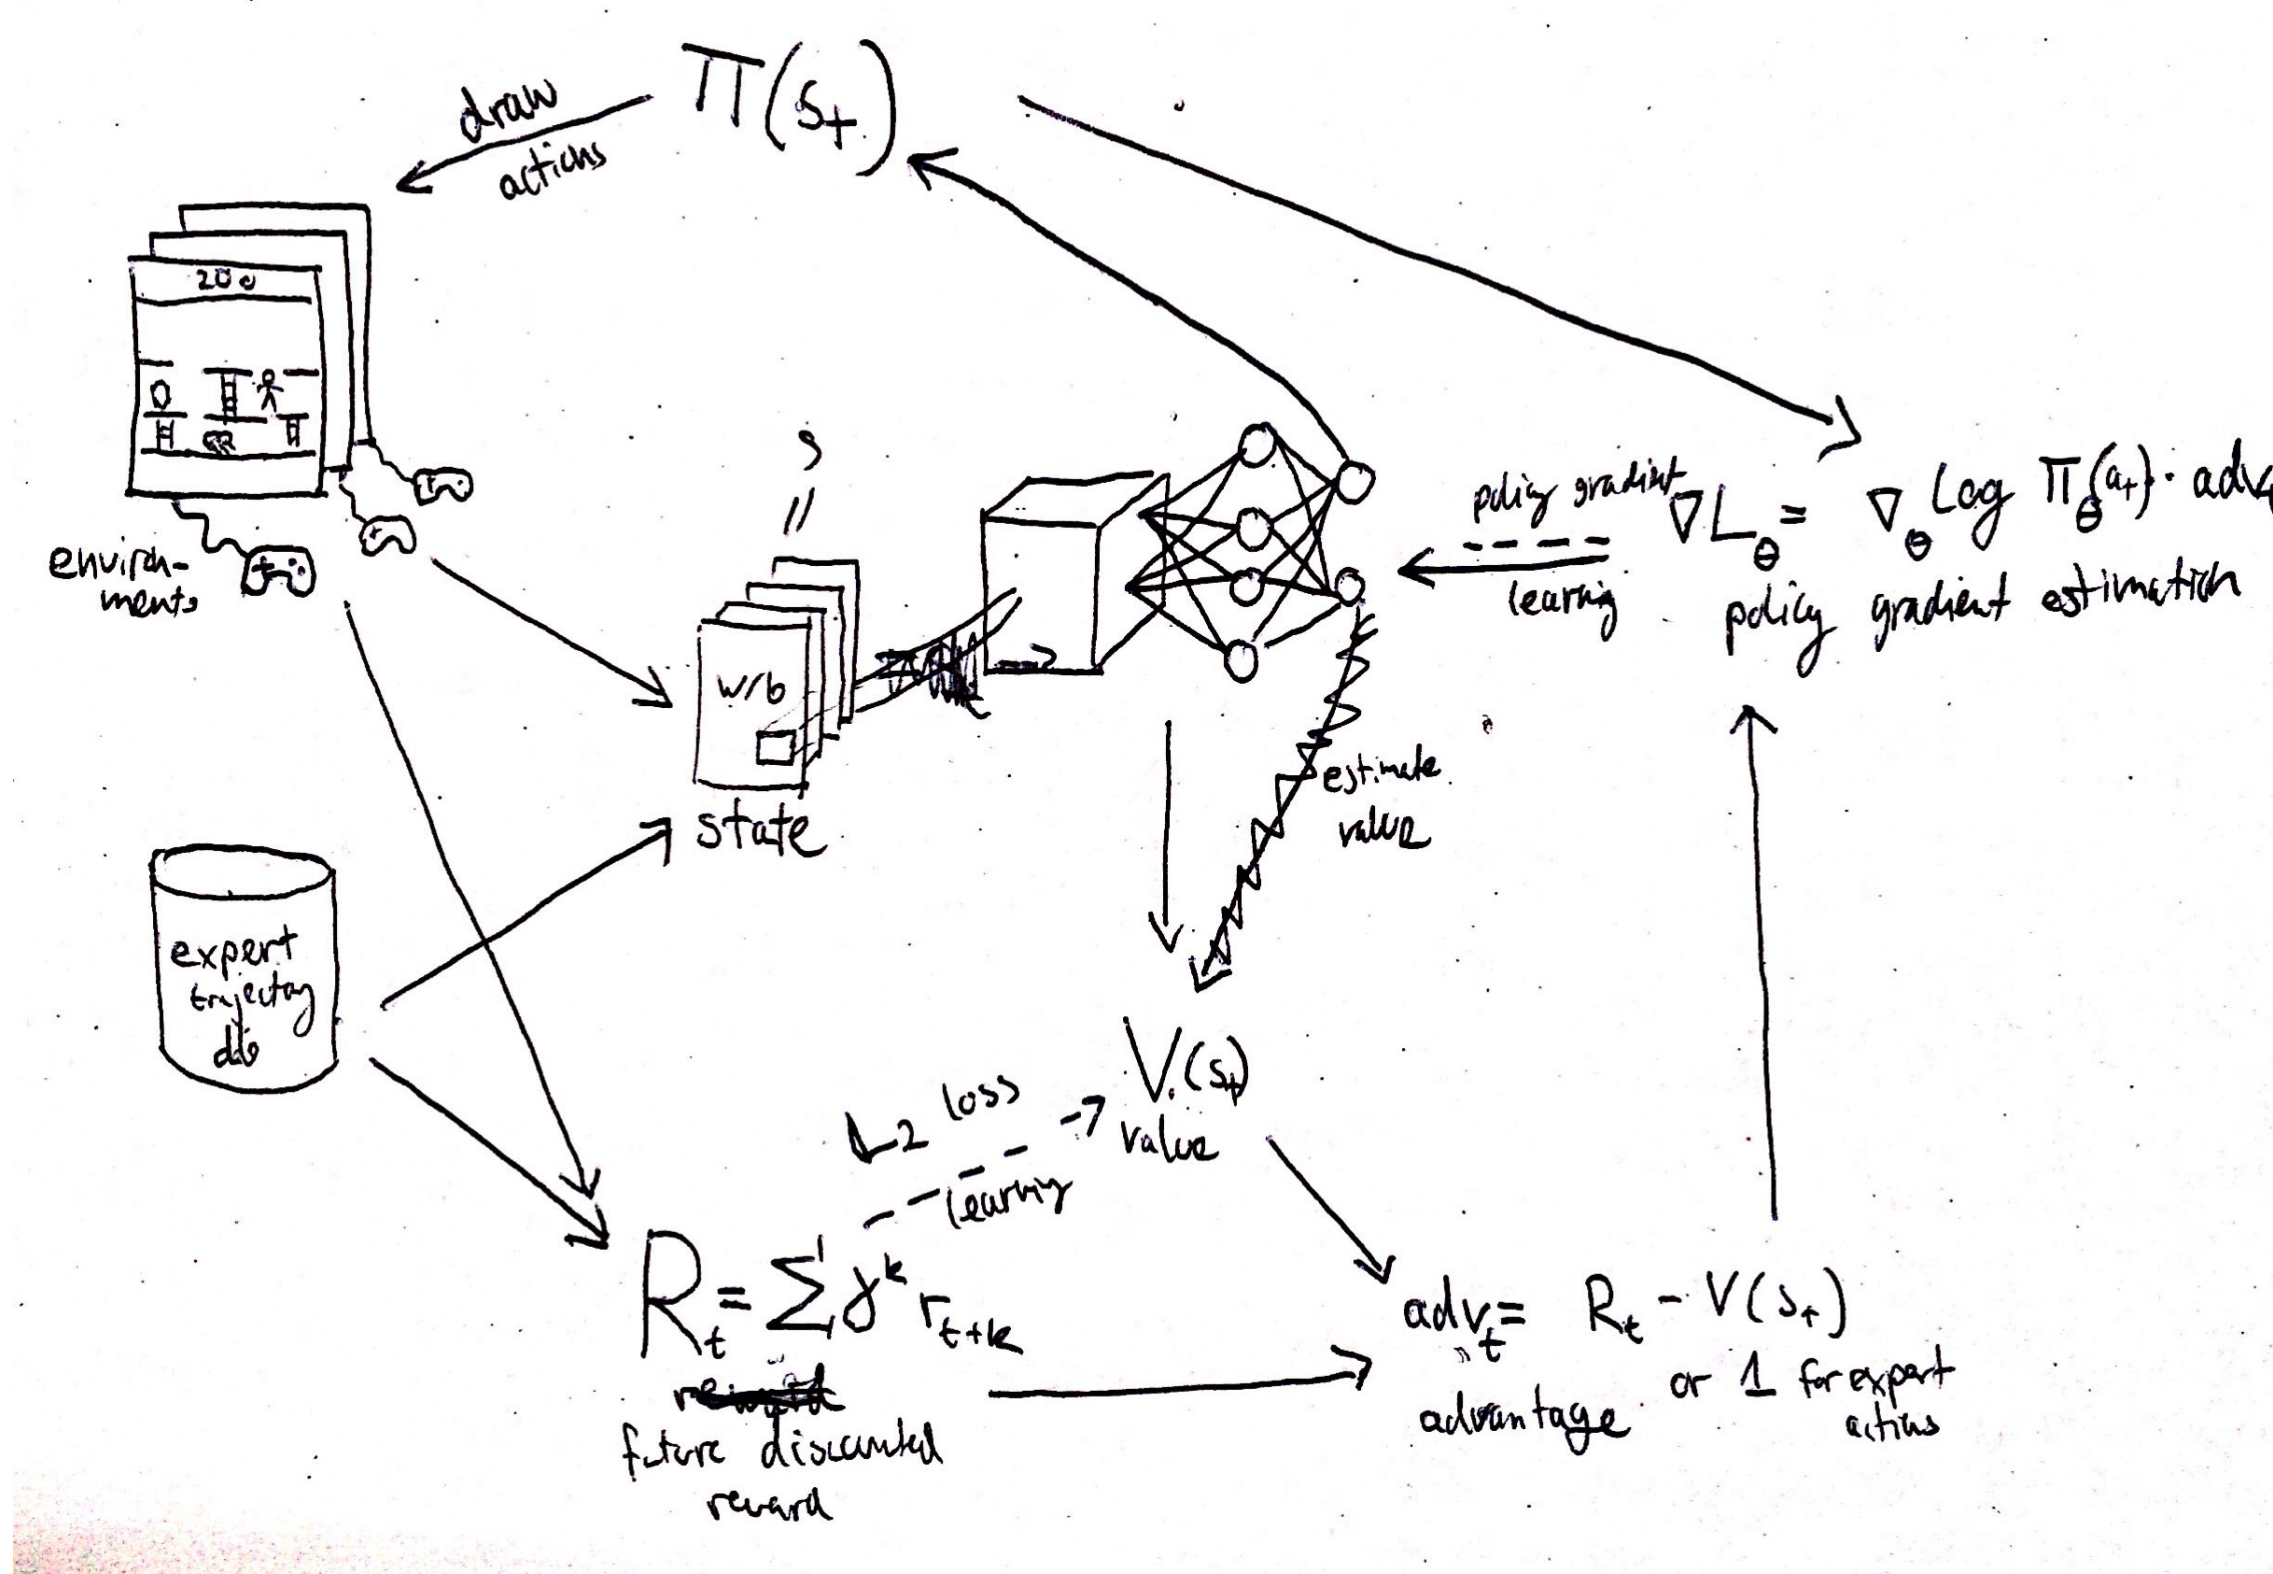 π(s_t)
draw
actions
200
environ-
ments
s
w/b
state
policy gradient
learning
∇L_θ = ∇_θ log π_θ(a_t) · adv_t
policy gradient estimation
estimate
value
expert
trajectory
db
V(s_t)
value
L2 loss
learning
R_t = Σ γ^k r_{t+k}
reward
future discounted
reward
adv_t = R_t - V(s_t)
or 1 for expert
actions
advantage